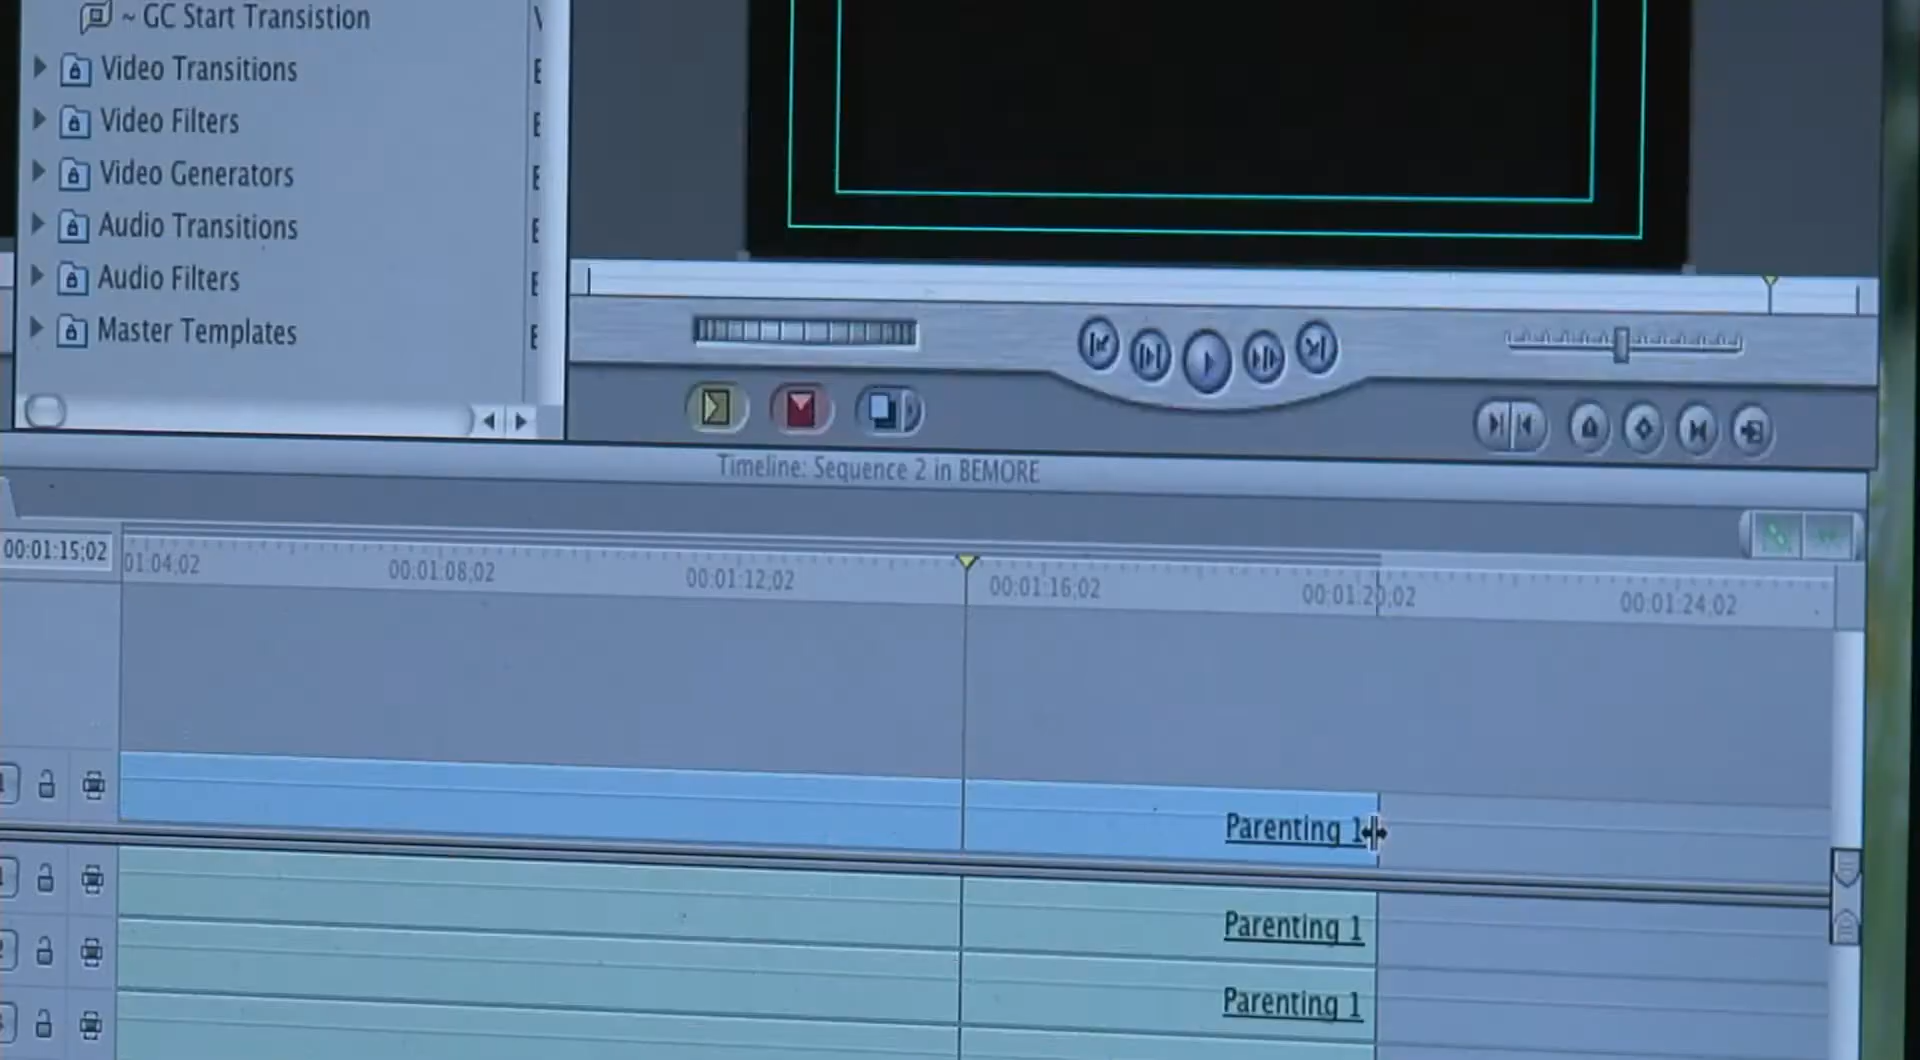 ~ GC Start Transistion
Video Transitions
Video Filters
Video Generators
Audio Transitions
Audio Filters
Master Templates
Timeline: Sequence 2 in BEMORE
00:01:15;02
01:04;02
00:01:08;02
00:01:12;02
00:01:16;02
00:01:20;02
00:01:24;02
Parenting 1
Parenting 1
Parenting 1